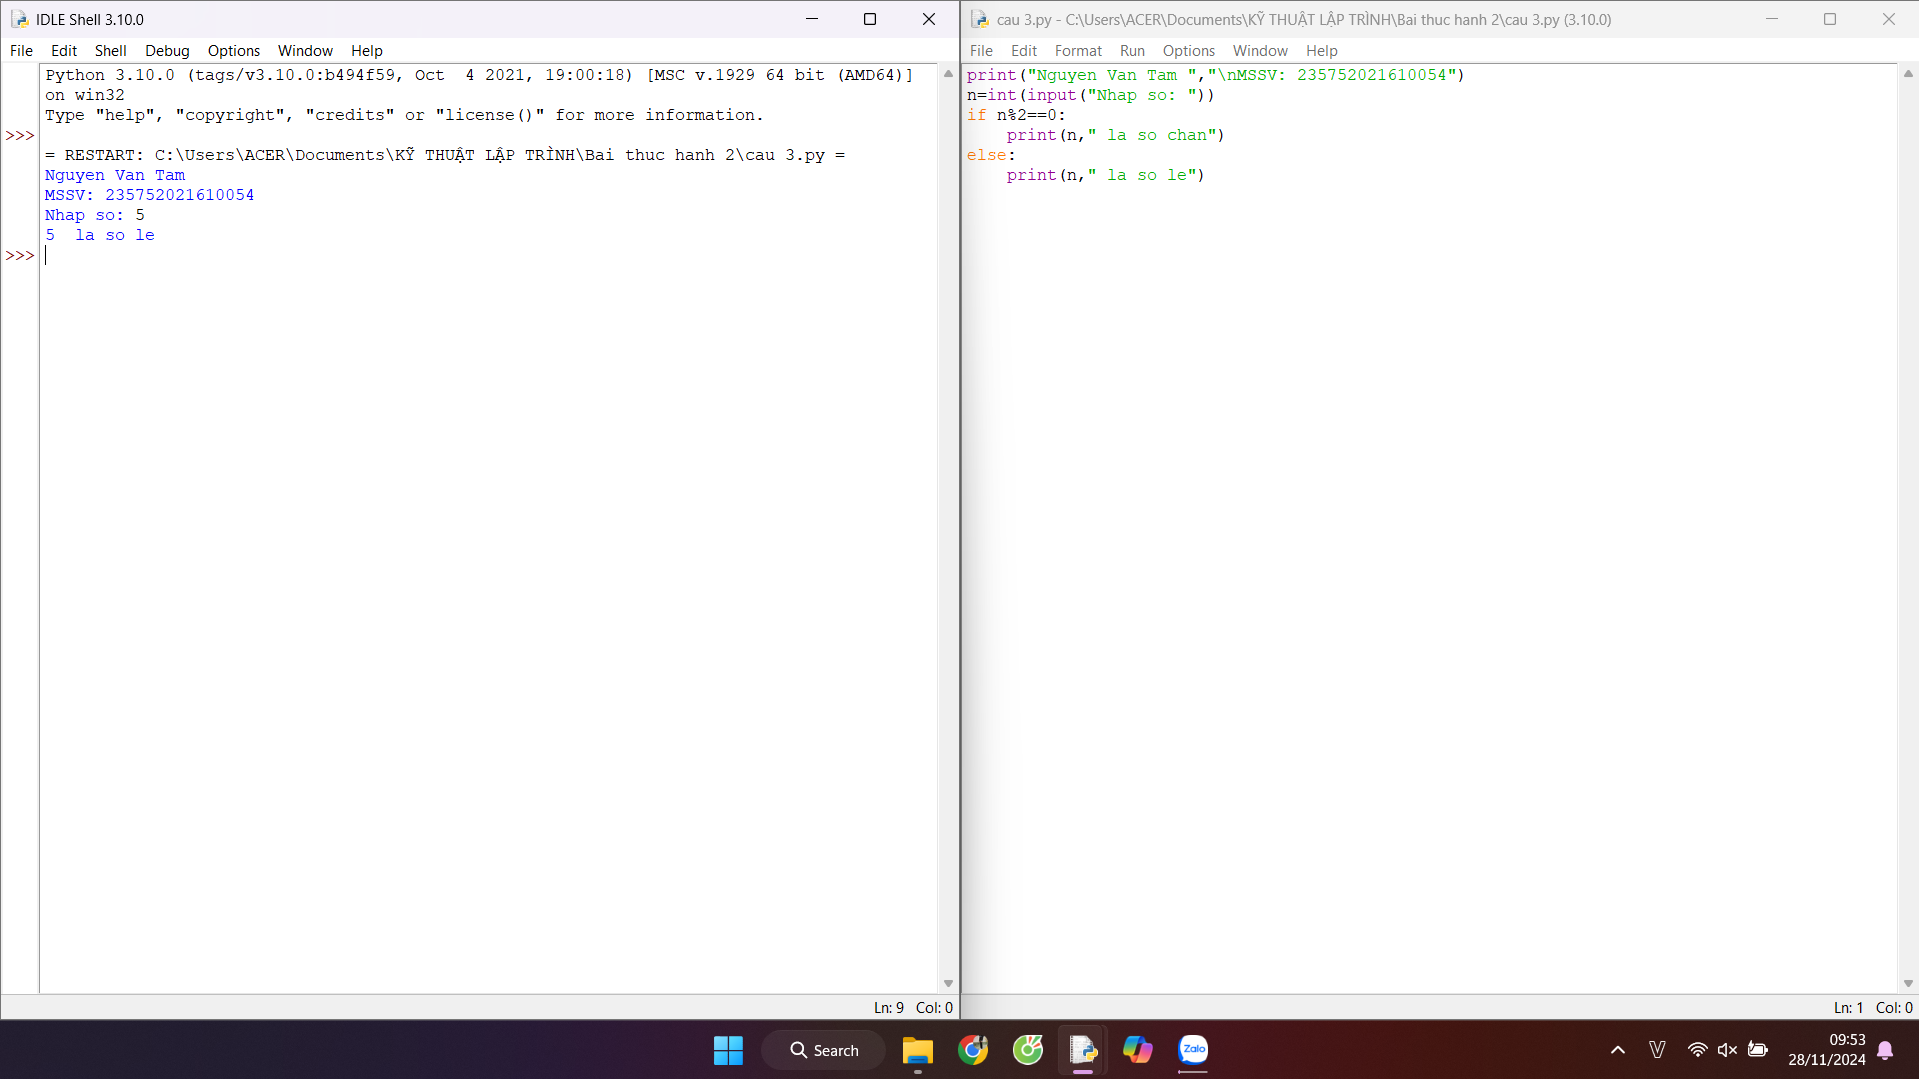 IDLE Shell 3.10.0
File Edit Shell Debug Options Window Help
Python 3.10.0 (tags/v3.10.0:b494f59, Oct  4 2021, 19:00:18) [MSC v.1929 64 bit (AMD64)]
on win32
Type "help", "copyright", "credits" or "license()" for more information.
>>>
= RESTART: C:\Users\ACER\Documents\KỸ THUẬT LẬP TRÌNH\Bai thuc hanh 2\cau 3.py =
Nguyen Van Tam
MSSV: 235752021610054
Nhap so: 5
5  la so le
>>>
Ln: 9 Col: 0
cau 3.py - C:\Users\ACER\Documents\KỸ THUẬT LẬP TRÌNH\Bai thuc hanh 2\cau 3.py (3.10.0)
File Edit Format Run Options Window Help
print("Nguyen Van Tam ","\nMSSV: 235752021610054")
n=int(input("Nhap so: "))
if n%2==0:
    print(n," la so chan")
else:
    print(n," la so le")
Ln: 1 Col: 0
Search
Zalo
V
09:53
28/11/2024